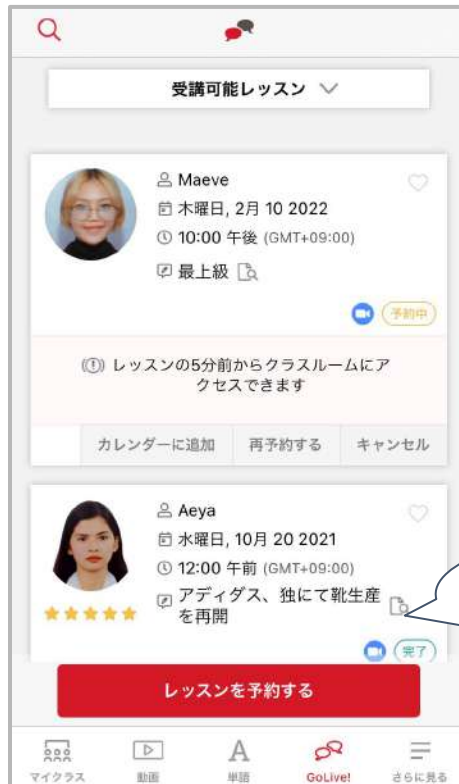 受講可能レッスン
Maeve
木曜日, 2月 10 2022
10:00 午後 (GMT+09:00)
最上級
予約中
レッスンの5分前からクラスルームにア
クセスできます
カレンダーに追加 再予約する キャンセル
Aeya
水曜日, 10月 20 2021
12:00 午前 (GMT+09:00)
アディダス、独にて靴生産
を再開
完了
レッスンを予約する
マイクラス 動画 単語 GoLive! さらに見る